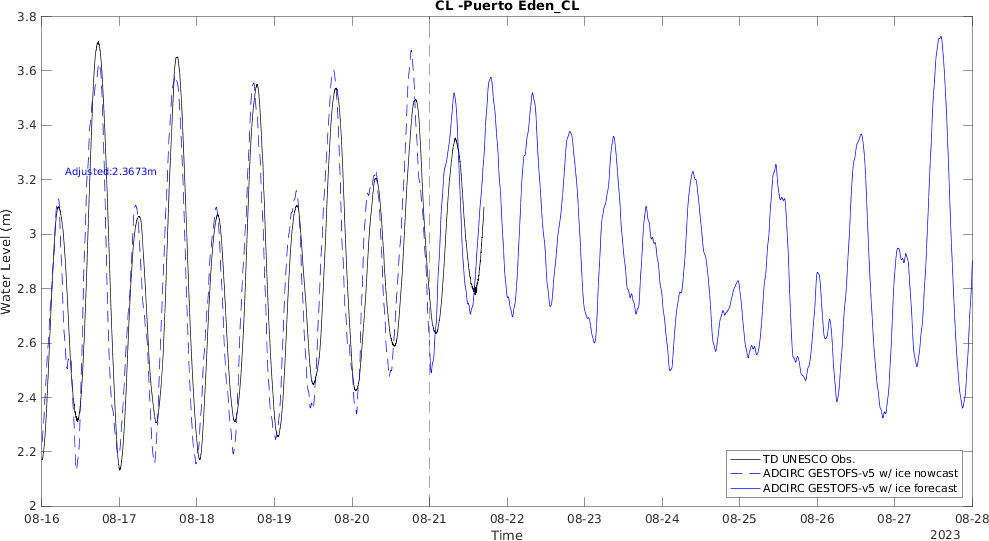 CL -Puerto Eden_CL
3.8
3.6
3.4
3.2
3
2.8
2.6
2.4
2.2
2
Water Level (m)
Adjusted:2.3673m
TD UNESCO Obs.
ADCIRC GESTOFS-v5 w/ ice nowcast
ADCIRC GESTOFS-v5 w/ ice forecast
08-16 08-17 08-18 08-19 08-20 08-21 08-22 08-23 08-24 08-25 08-26 08-27 08-28
Time
2023